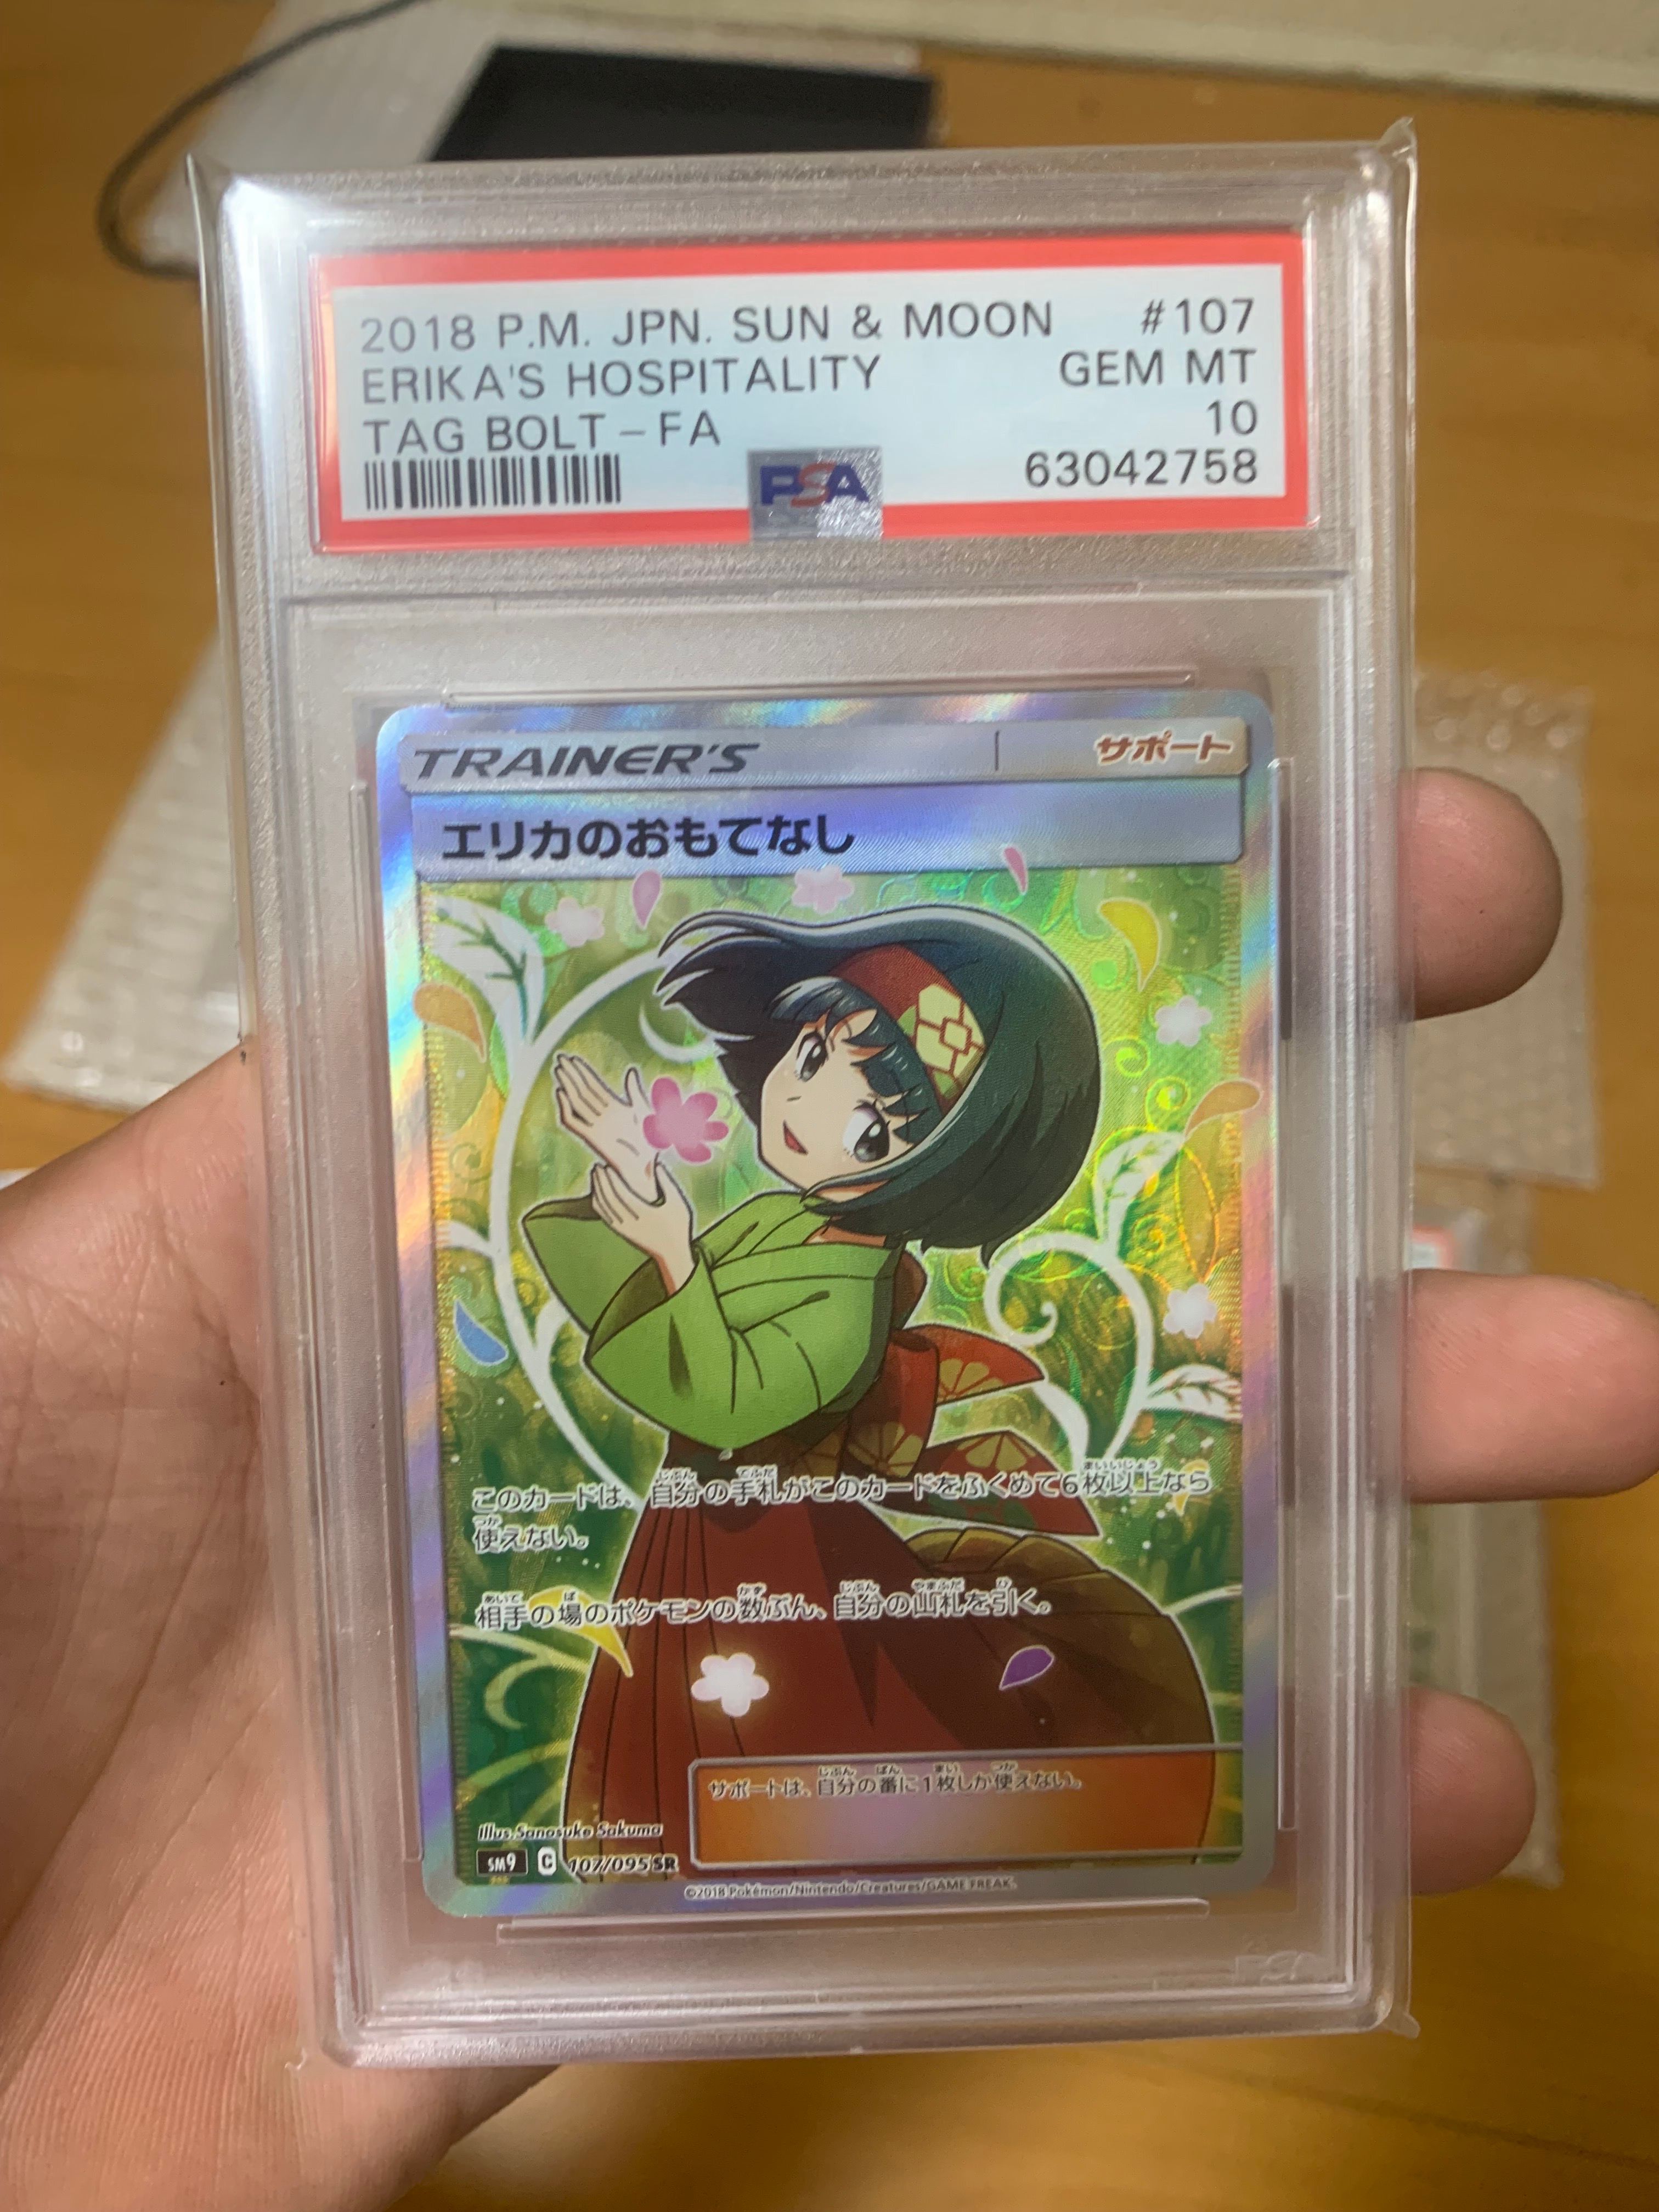 2018 P.M. JPN. SUN & MOON #107
ERIKA'S HOSPITALITY GEM MT
TAG BOLT-FA 10
PSA 63042758
TRAINER'S サポート
エリカのおもてなし
このカードは、自分の手札がこのカードをふくめて6枚以上なら
使えない。
相手の場のポケモンの数ぶん、自分の山札を引く。
サポートは、自分の番に1枚しか使えない。
Illus. Sanosuke Sakuma
SM9 C 107/095 SR
©2018 Pokémon/Nintendo/Creatures/GAME FREAK.